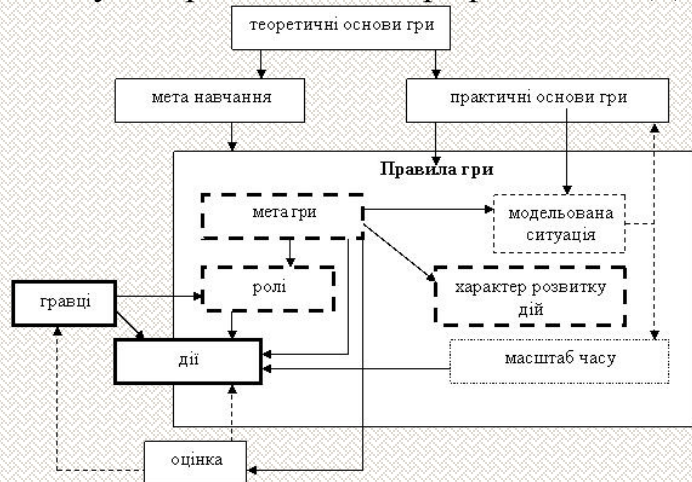 теоретичні основи гри
мета навчання
практичні основи гри
Правила гри
мета гри
модельована
ситуація
ролі
характер розвитку
дій
гравці
дії
масштаб часу
оцінка